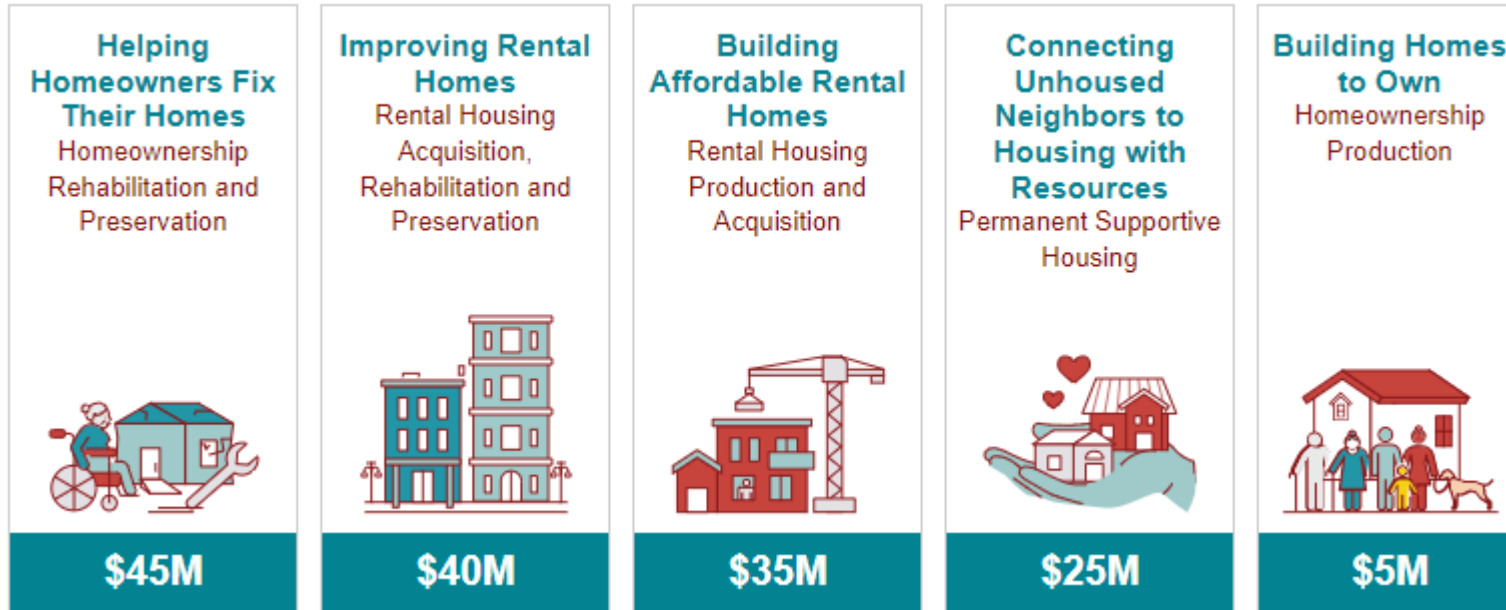 Helping
Homeowners Fix
Their Homes
Homeownership
Rehabilitation and
Preservation
$45M
Improving Rental
Homes
Rental Housing
Acquisition,
Rehabilitation and
Preservation
$40M
Building
Affordable Rental
Homes
Rental Housing
Production and
Acquisition
$35M
Connecting
Unhoused
Neighbors to
Housing with
Resources
Permanent Supportive
Housing
$25M
Building Homes
to Own
Homeownership
Production
$5M